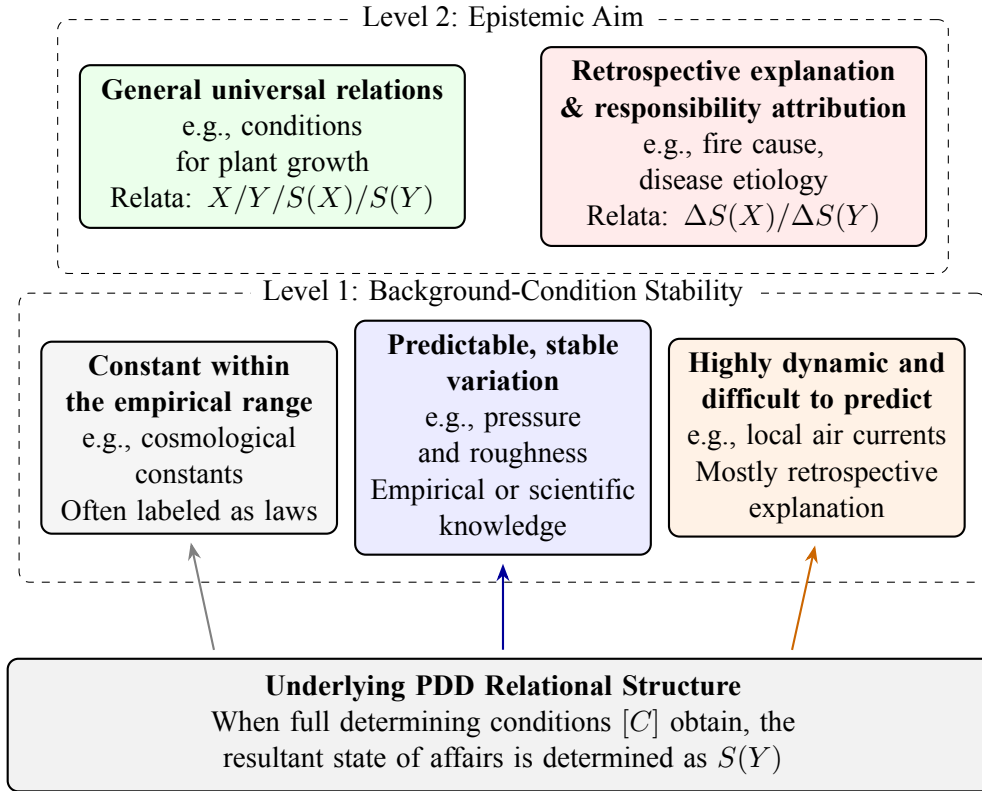 Level 2: Epistemic Aim
General universal relations
e.g., conditions
for plant growth
Relata: X/Y/S(X)/S(Y)
Retrospective explanation
& responsibility attribution
e.g., fire cause,
disease etiology
Relata: ΔS(X)/ΔS(Y)
Level 1: Background-Condition Stability
Constant within
the empirical range
e.g., cosmological
constants
Often labeled as laws
Predictable, stable
variation
e.g., pressure
and roughness
Empirical or scientific
knowledge
Highly dynamic and
difficult to predict
e.g., local air currents
Mostly retrospective
explanation
Underlying PDD Relational Structure
When full determining conditions [C] obtain, the
resultant state of affairs is determined as S(Y)